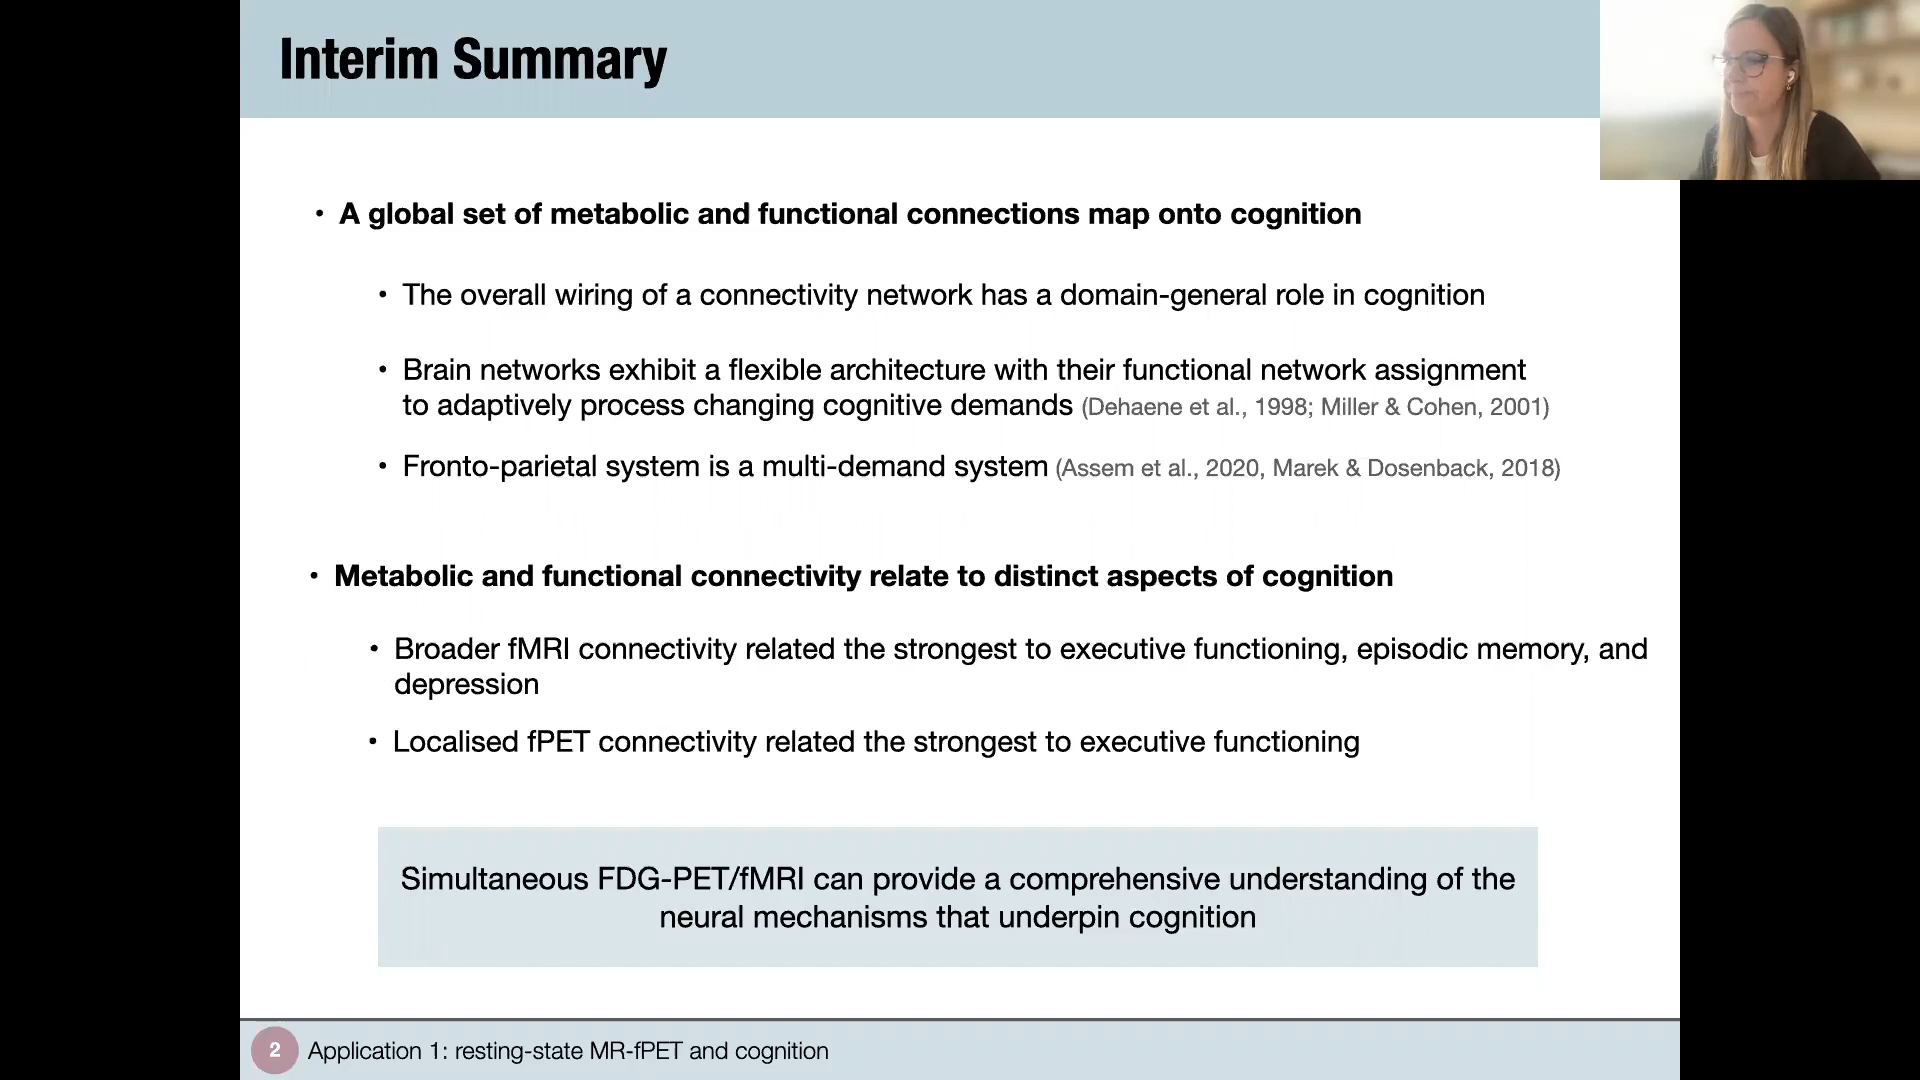 Interim Summary
• A global set of metabolic and functional connections map onto cognition
• The overall wiring of a connectivity network has a domain-general role in cognition
• Brain networks exhibit a flexible architecture with their functional network assignment
to adaptively process changing cognitive demands (Dehaene et al., 1998; Miller & Cohen, 2001)
• Fronto-parietal system is a multi-demand system (Assem et al., 2020, Marek & Dosenback, 2018)
• Metabolic and functional connectivity relate to distinct aspects of cognition
• Broader fMRI connectivity related the strongest to executive functioning, episodic memory, and
depression
• Localised fPET connectivity related the strongest to executive functioning
Simultaneous FDG-PET/fMRI can provide a comprehensive understanding of the
neural mechanisms that underpin cognition
2 Application 1: resting-state MR-fPET and cognition